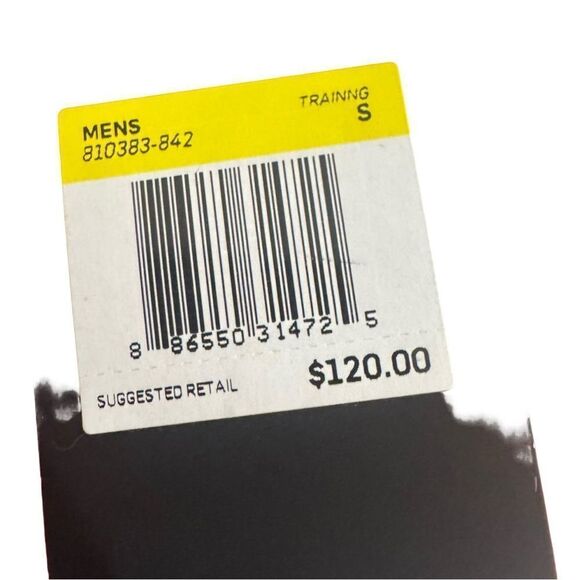 MENS
TRAINNG
810383-842
S
8 86550 31472 5
SUGGESTED RETAIL
$120.00